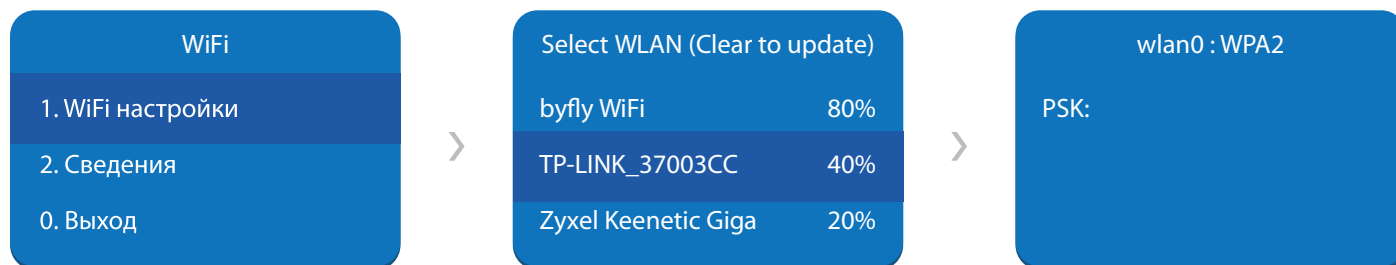 WiFi
1. WiFi настройки
2. Сведения
0. Выход
Select WLAN (Clear to update)
byfly WiFi 80%
TP-LINK_37003CC 40%
Zyxel Keenetic Giga 20%
wlan0 : WPA2
PSK: